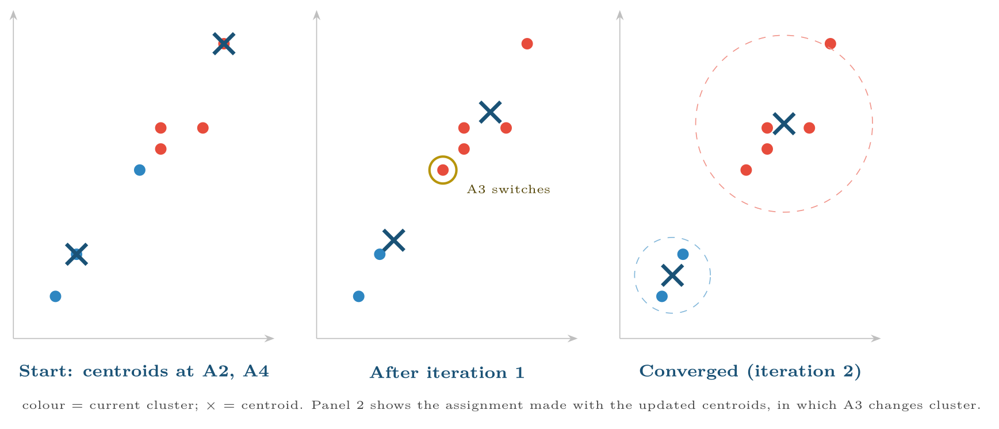 A3 switches
Start: centroids at A2, A4
After iteration 1
Converged (iteration 2)
colour = current cluster; × = centroid. Panel 2 shows the assignment made with the updated centroids, in which A3 changes cluster.